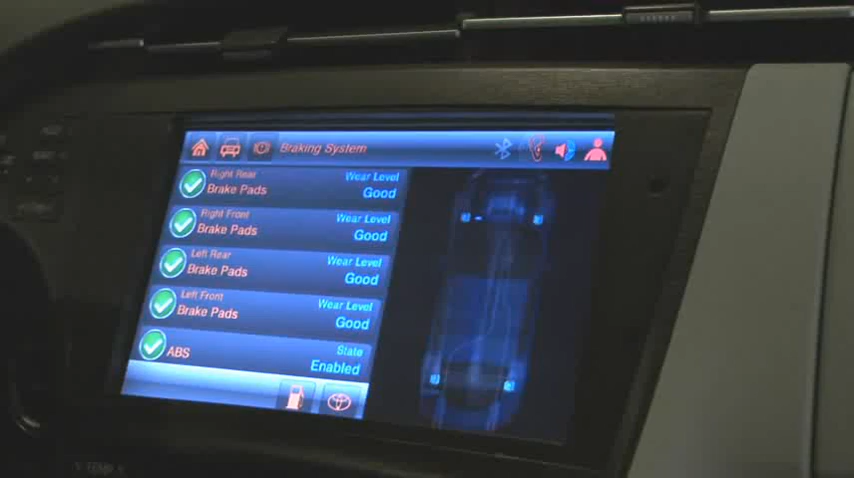 Braking System
Right Rear
Brake Pads
Wear Level
Good
Right Front
Brake Pads
Wear Level
Good
Left Rear
Brake Pads
Wear Level
Good
Left Front
Brake Pads
Wear Level
Good
ABS
State
Enabled
TEMP